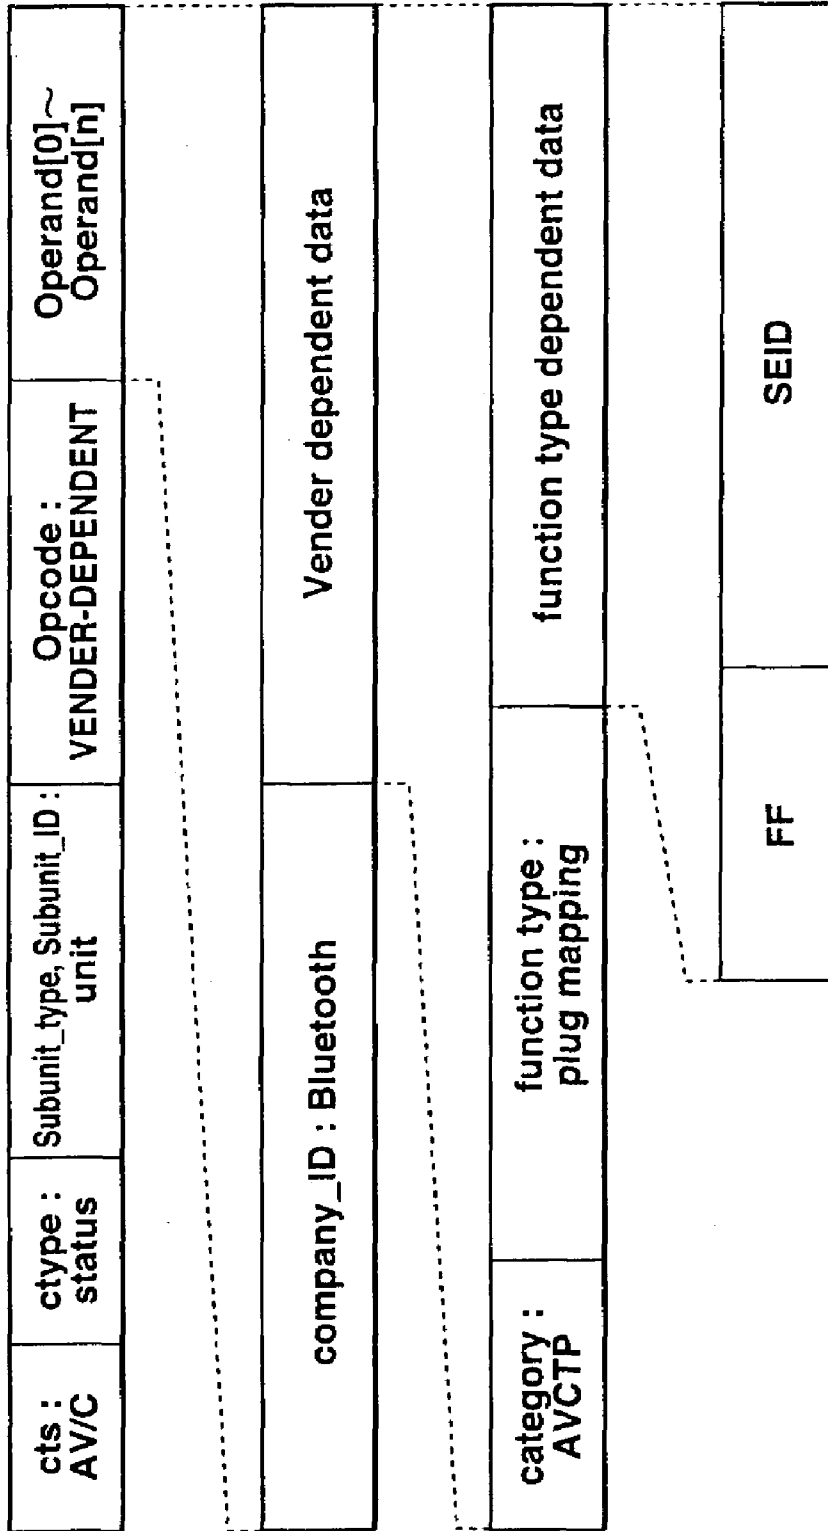 cts :
AV/C
ctype :
status
Subunit_type, Subunit_ID :
unit
Opcode :
VENDER-DEPENDENT
Operand[0]~
Operand[n]
company_ID : Bluetooth
Vender dependent data
category :
AVCTP
function type :
plug mapping
function type dependent data
FF
SEID